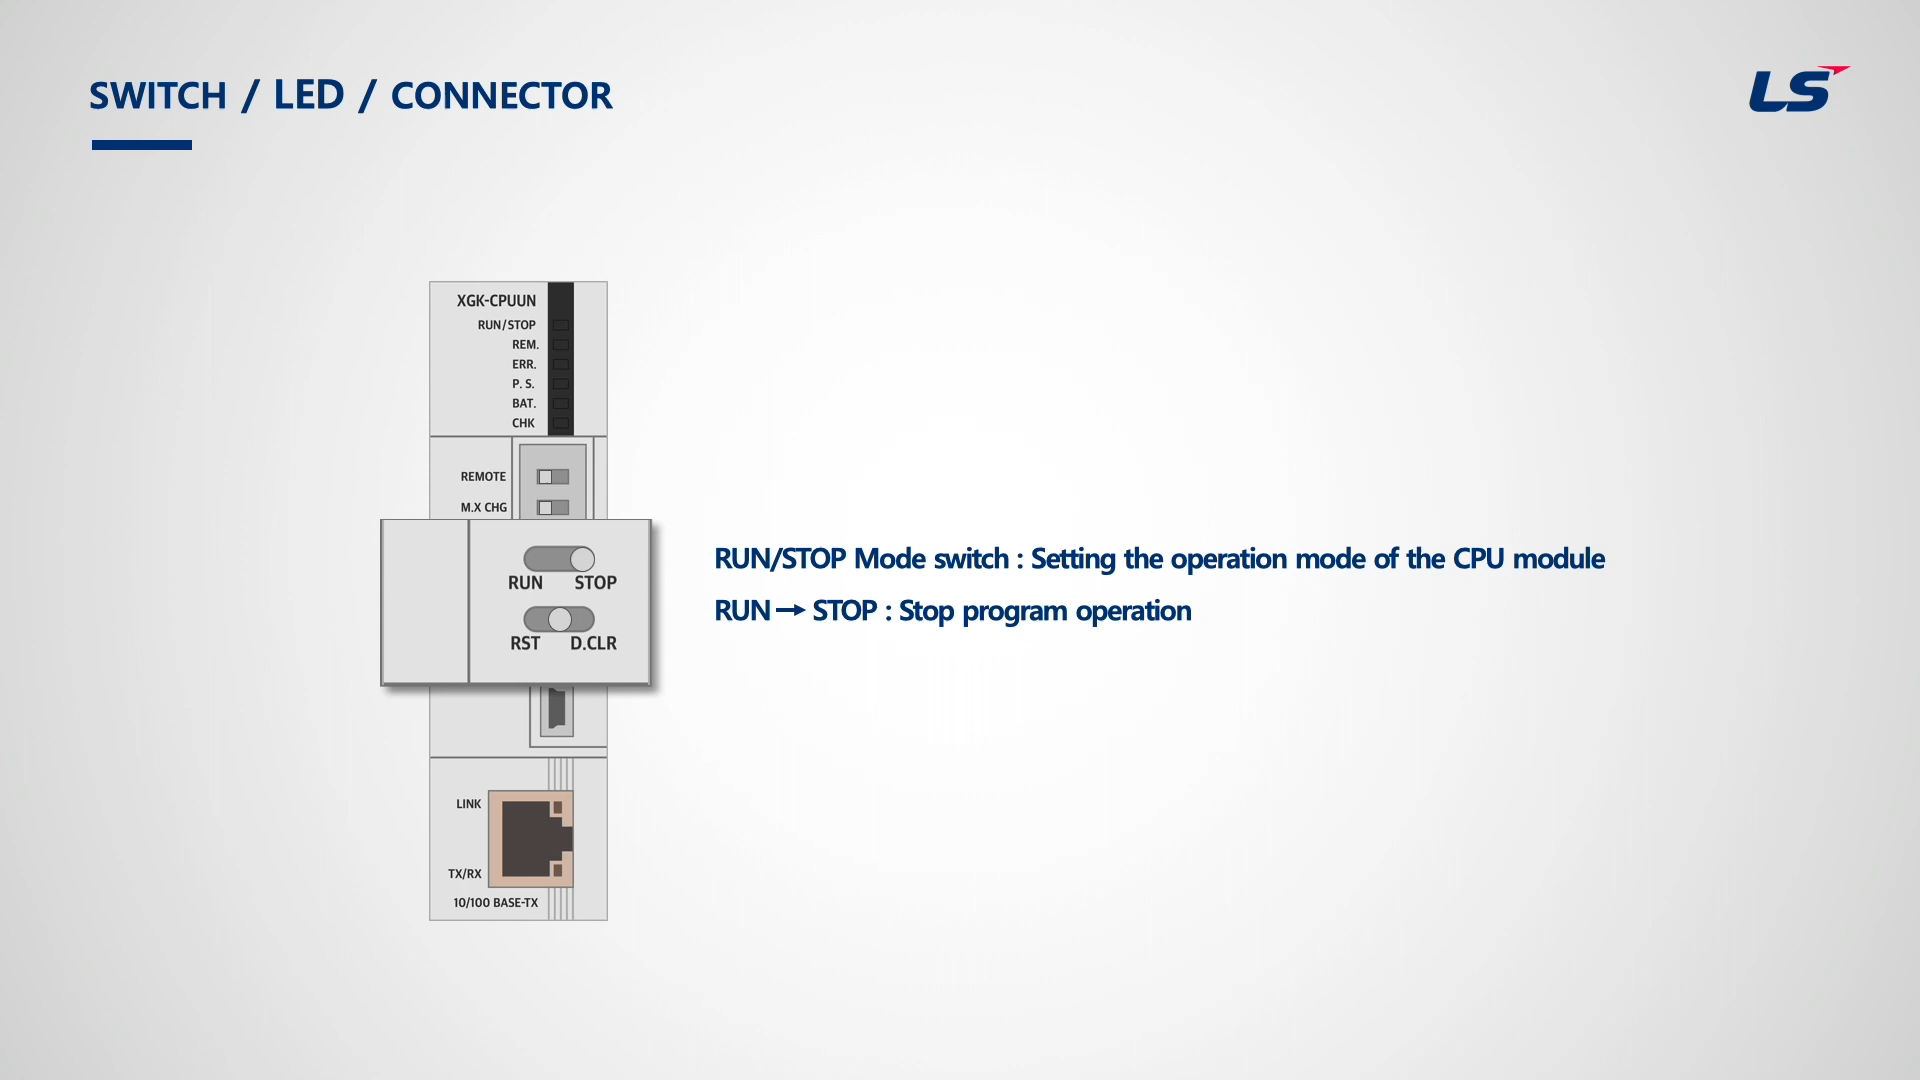 SWITCH / LED / CONNECTOR
LS
XGK-CPUUN
RUN/STOP
REM.
ERR.
P. S.
BAT.
CHK
REMOTE
M.X CHG
RUN STOP
RST D.CLR
RUN/STOP Mode switch : Setting the operation mode of the CPU module
RUN → STOP : Stop program operation
LINK
TX/RX
10/100 BASE-TX